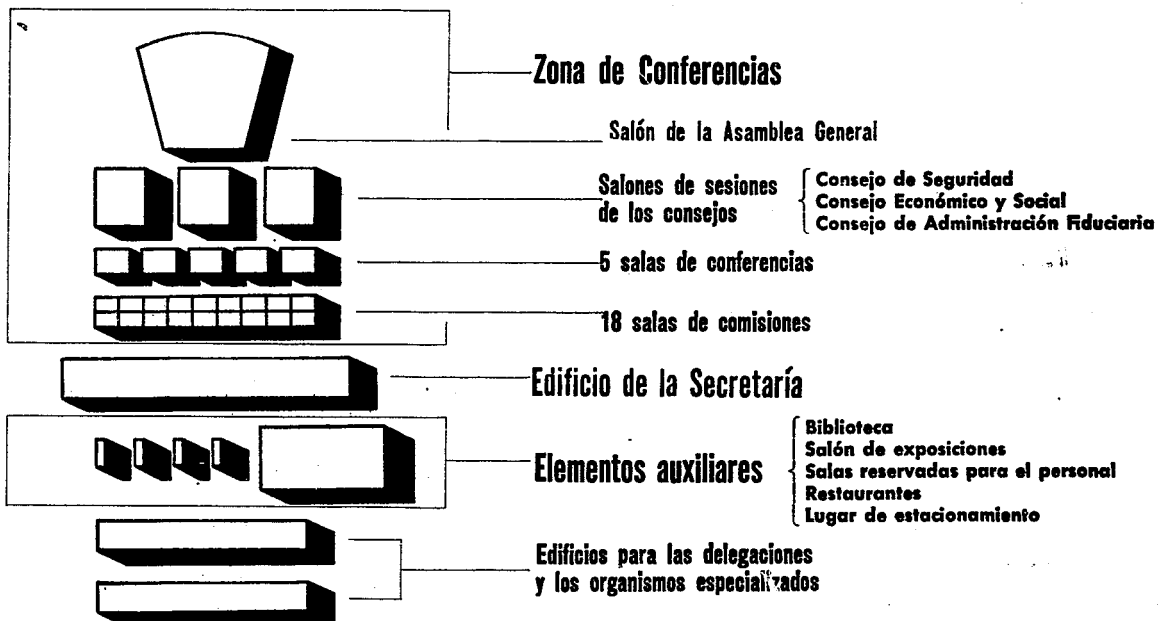 Zona de Conferencias
Salón de la Asamblea General
Salones de sesiones
de los consejos
Consejo de Seguridad
Consejo Económico y Social
Consejo de Administración Fiduciaria
5 salas de conferencias
18 salas de comisiones
Edificio de la Secretaría
Elementos auxiliares
Biblioteca
Salón de exposiciones
Salas reservadas para el personal
Restaurantes
Lugar de estacionamiento
Edificios para las delegaciones
y los organismos especializados